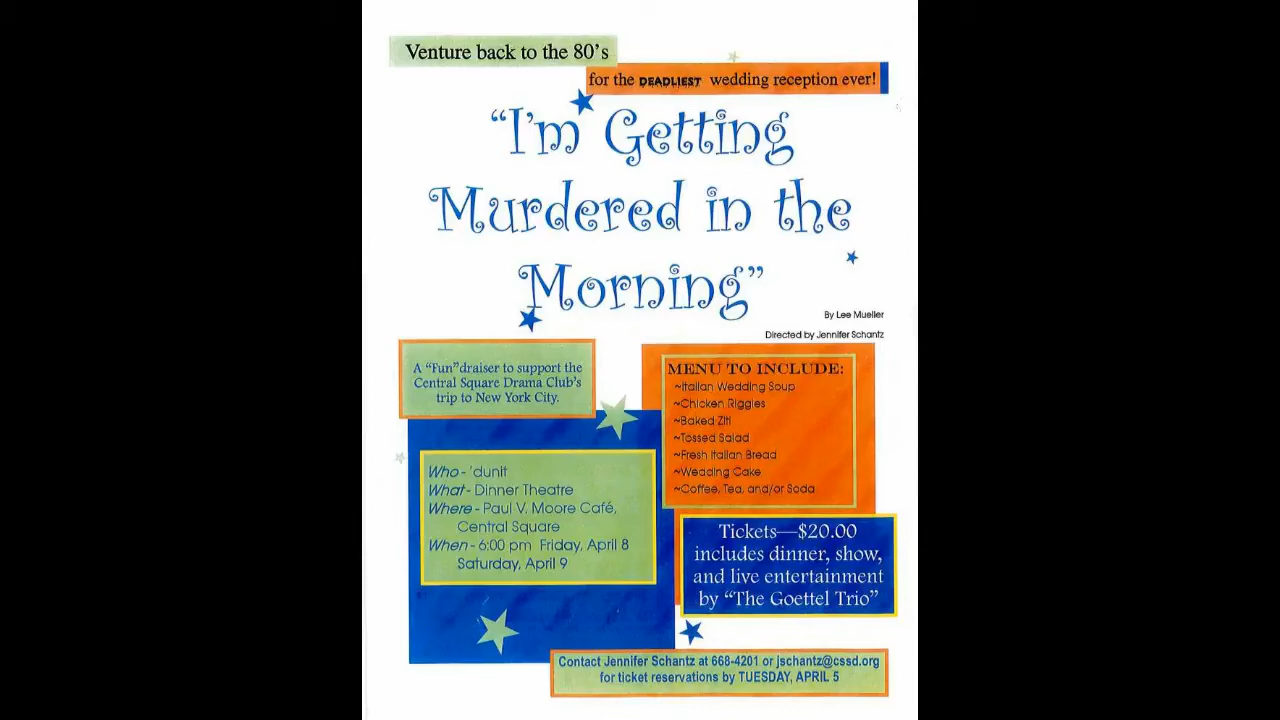 Venture back to the 80's
for the DEADLIEST wedding reception ever!
"I'm Getting
Murdered in the
Morning"
By Lee Mueller
Directed by Jennifer Schantz
A "Fun"draiser to support the
Central Square Drama Club's
trip to New York City.
MENU TO INCLUDE:
~Italian Wedding Soup
~Chicken Riggies
~Baked Ziti
~Tossed Salad
~Fresh Italian Bread
~Wedding Cake
~Coffee, Tea, and/or Soda
Who - 'dunit
What - Dinner Theatre
Where - Paul V. Moore Café,
Central Square
When - 6:00 pm Friday, April 8
Saturday, April 9
Tickets—$20.00
includes dinner, show,
and live entertainment
by "The Goettel Trio"
Contact Jennifer Schantz at 668-4201 or jschantz@cssd.org
for ticket reservations by TUESDAY, APRIL 5